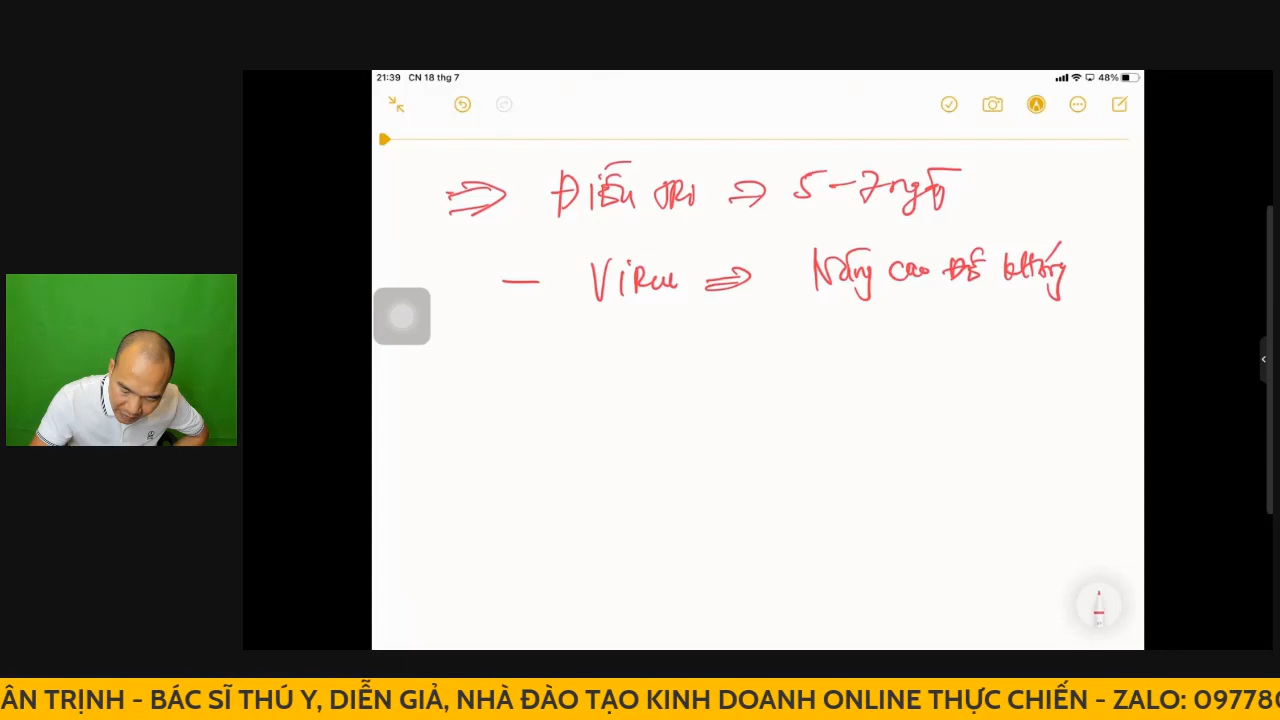 21:39 CN 18 thg 7 48%
⇒ Điều trị ⇒ 5-7 ngày
— Virus ⇒ Nâng cao đề kháng
ÂN TRỊNH - BÁC SĨ THÚ Y, DIỄN GIẢ, NHÀ ĐÀO TẠO KINH DOANH ONLINE THỰC CHIẾN - ZALO: 097780